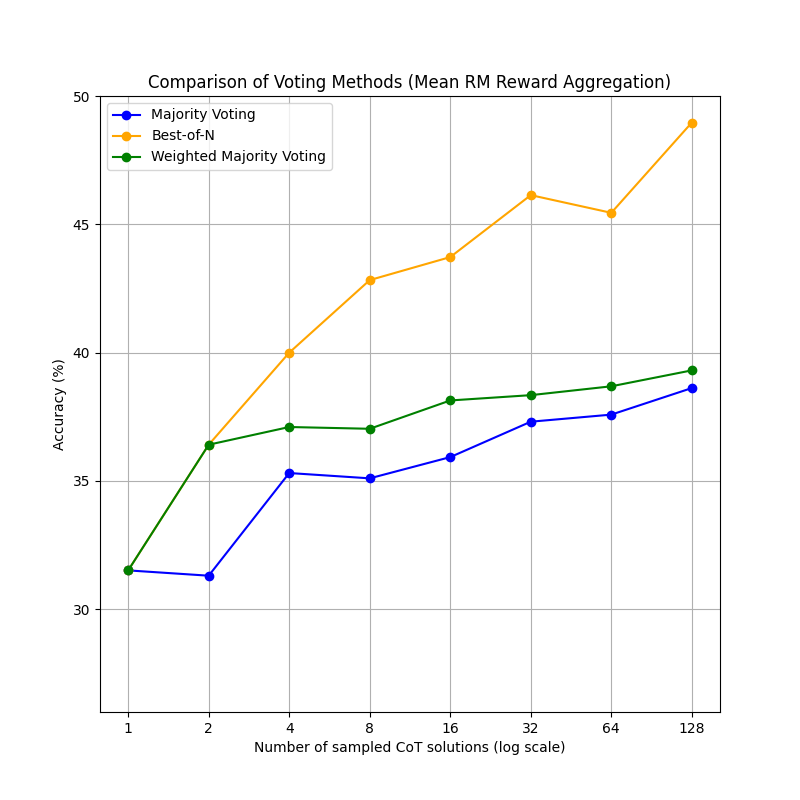 Comparison of Voting Methods (Mean RM Reward Aggregation)
Majority Voting
Best-of-N
Weighted Majority Voting
Accuracy (%)
50
45
40
35
30
1 2 4 8 16 32 64 128
Number of sampled CoT solutions (log scale)